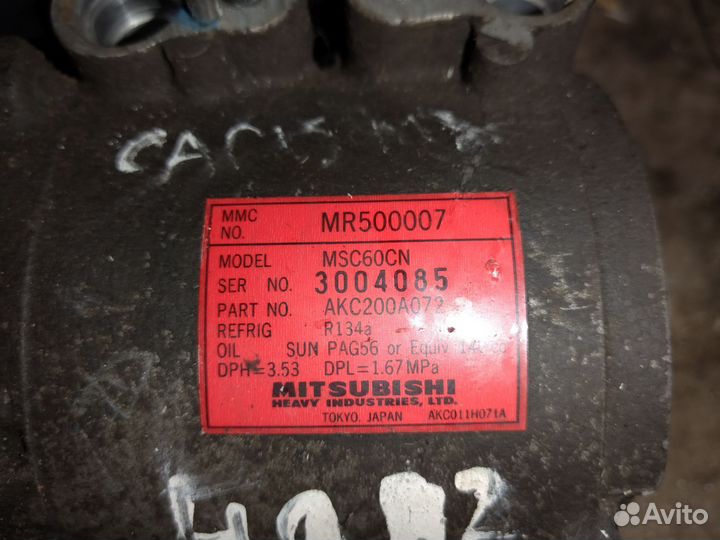 MMC NO. MR500007
MODEL MSC60CN
SER NO. 3004085
PART NO. AKC200A072
REFRIG R134a
OIL SUN PAG56 or Equiv
DPH=3.53 DPL=1.67MPa
MITSUBISHI
HEAVY INDUSTRIES, LTD.
TOKYO, JAPAN AKC011H071A
Avito